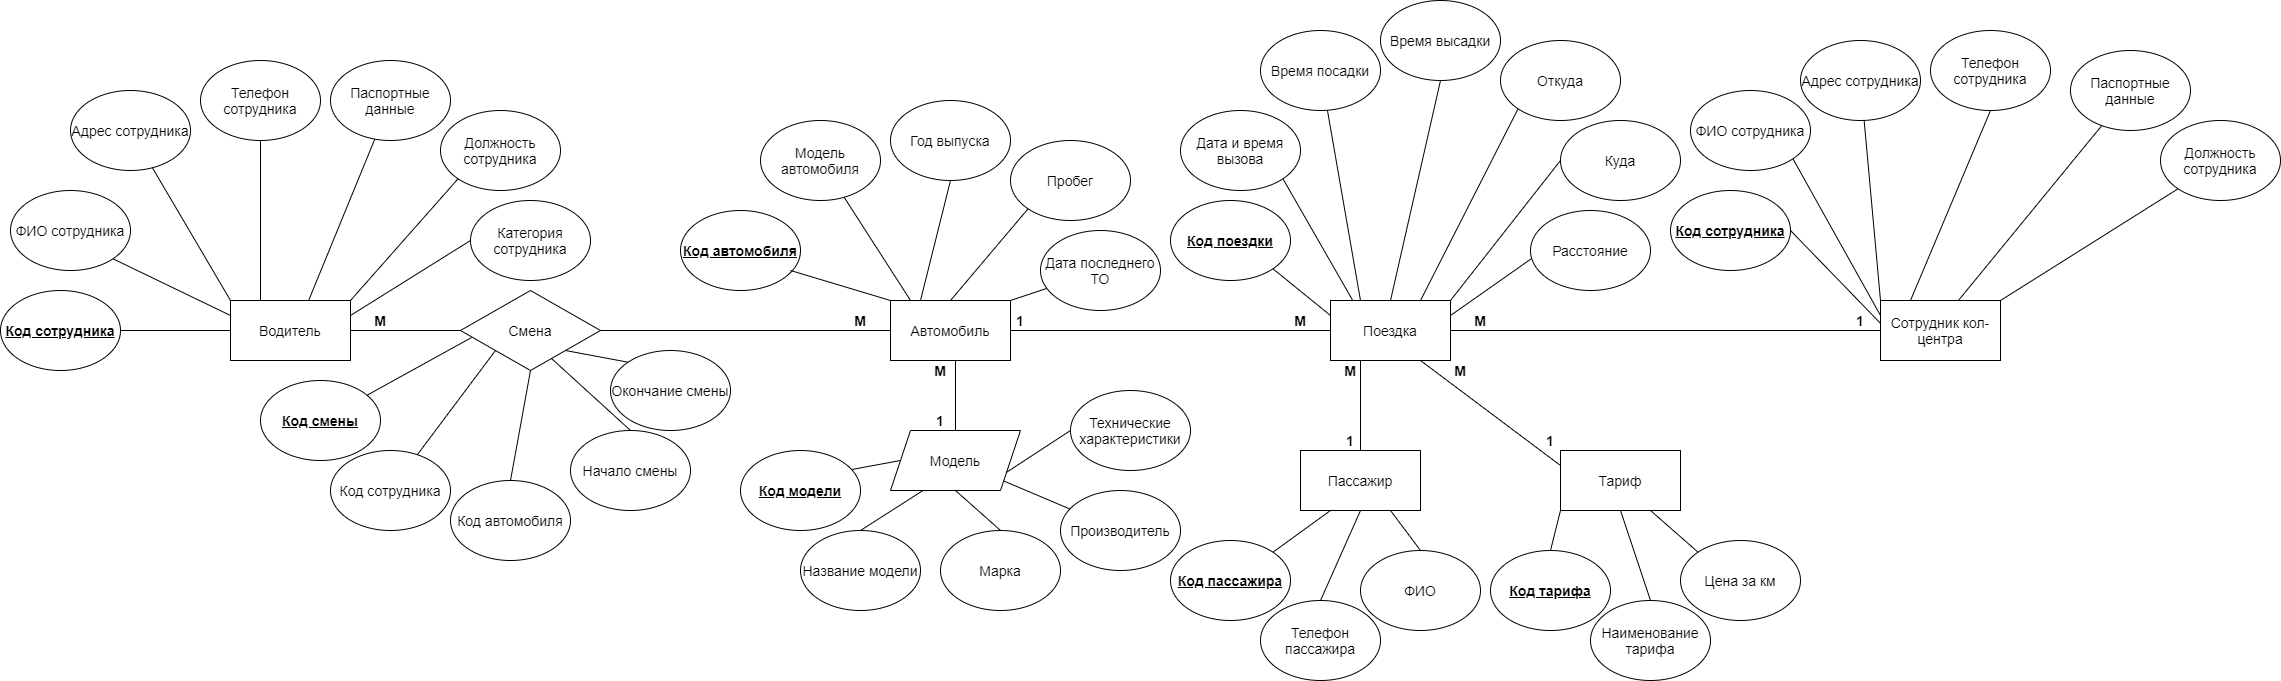 Водитель
Код сотрудника
ФИО сотрудника
Адрес сотрудника
Телефон
сотрудника
Паспортные
данные
Должность
сотрудника
Категория
сотрудника
М
Смена
М
Код смены
Код сотрудника
Код автомобиля
Начало смены
Окончание смены
Автомобиль
Код автомобиля
Модель
автомобиля
Год выпуска
Пробег
Дата последнего
ТО
М
1
Модель
Код модели
Название модели
Марка
Производитель
Технические
характеристики
1
М
Поездка
Код поездки
Дата и время
вызова
Время посадки
Время высадки
Откуда
Куда
Расстояние
М
1
Пассажир
Код пассажира
Телефон
пассажира
ФИО
М
1
Тариф
Код тарифа
Наименование
тарифа
Цена за км
М
1
Сотрудник кол-
центра
Код сотрудника
ФИО сотрудника
Адрес сотрудника
Телефон
сотрудника
Паспортные
данные
Должность
сотрудника